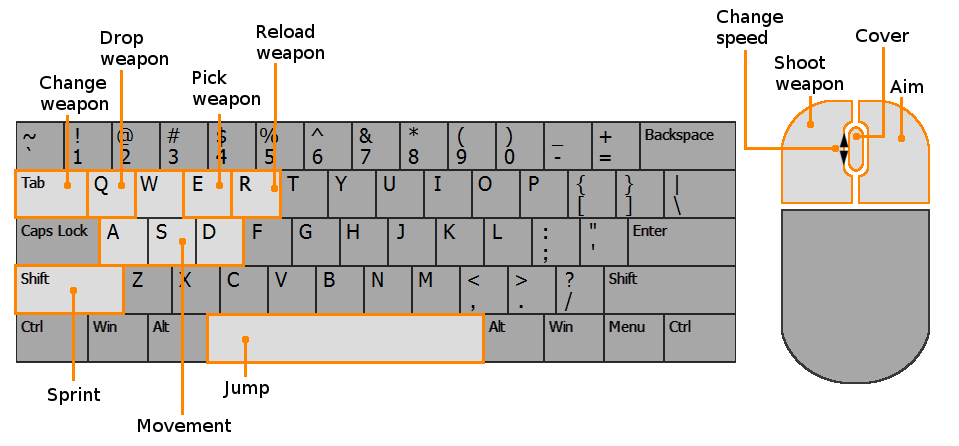 Change
speed
Cover
Reload
weapon
Drop
weapon
Shoot
weapon
Pick
weapon
Change
weapon
Aim
~ ! @ # $ % ^ & * ( ) _ + Backspace
` 1 2 3 4 5 6 7 8 9 0 - =
Tab Q W E R T Y U I O P { } |
[ ] \
Caps Lock A S D F G H J K L : " Enter
; '
Shift Z X C V B N M < > ? Shift
, . /
Ctrl Win Alt Alt Win Menu Ctrl
Sprint
Jump
Movement